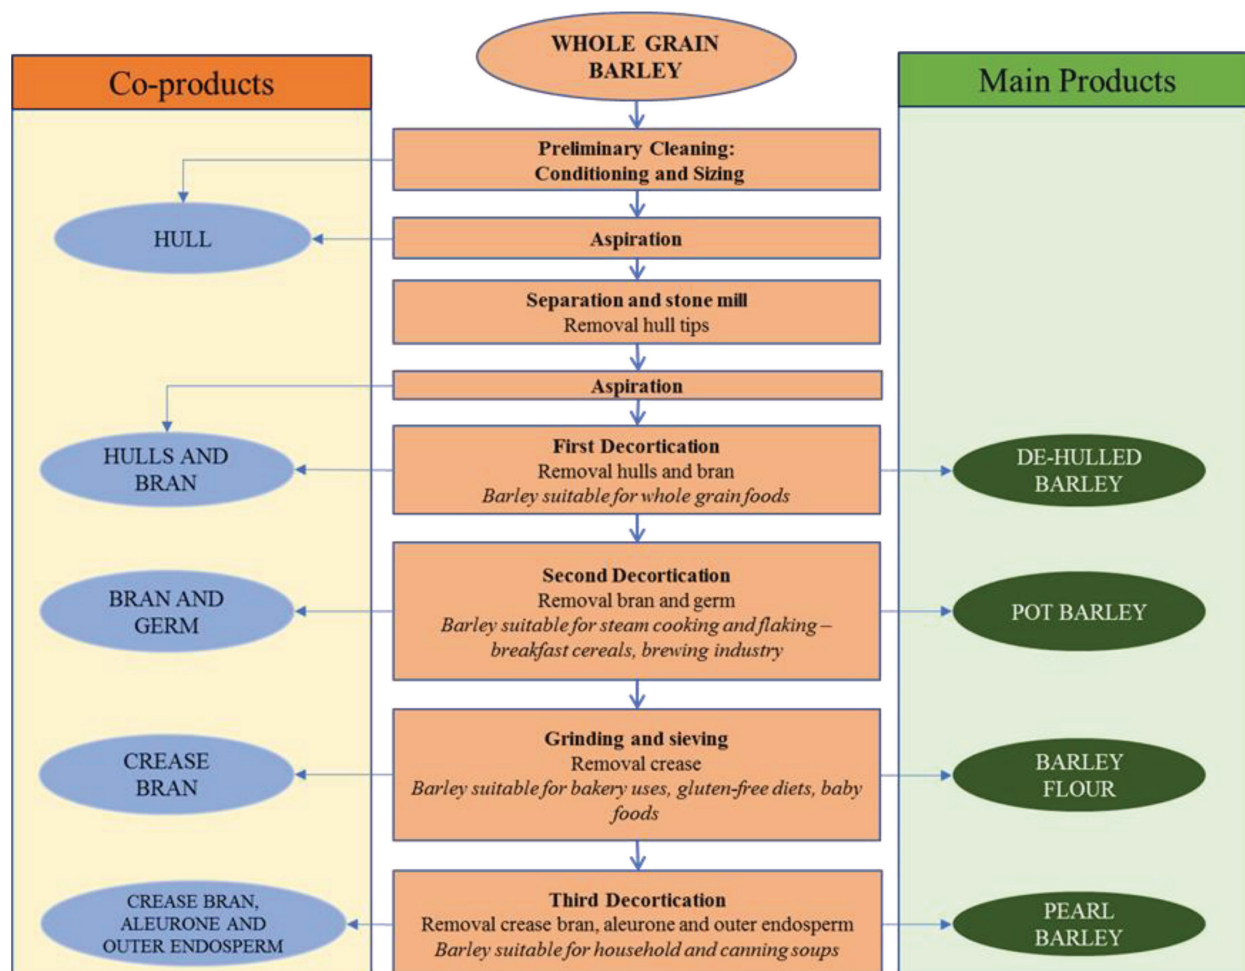 WHOLE GRAIN
BARLEY
Co-products
Main Products
Preliminary Cleaning:
Conditioning and Sizing
HULL
Aspiration
Separation and stone mill
Removal hull tips
Aspiration
HULLS AND
BRAN
First Decortication
Removal hulls and bran
Barley suitable for whole grain foods
DE-HULLED
BARLEY
BRAN AND
GERM
Second Decortication
Removal bran and germ
Barley suitable for steam cooking and flaking –
breakfast cereals, brewing industry
POT BARLEY
CREASE
BRAN
Grinding and sieving
Removal crease
Barley suitable for bakery uses, gluten-free diets, baby
foods
BARLEY
FLOUR
CREASE BRAN,
ALEURONE AND
OUTER ENDOSPERM
Third Decortication
Removal crease bran, aleurone and outer endosperm
Barley suitable for household and canning soups
PEARL
BARLEY